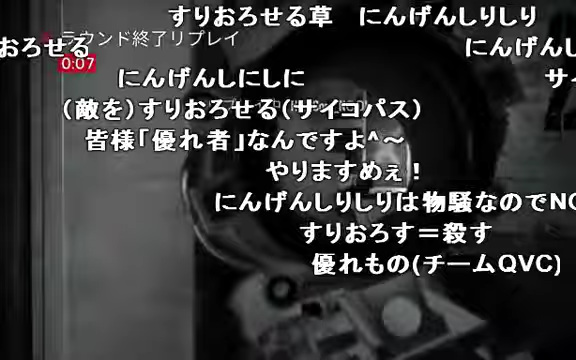 すりおろせる草　にんげんしりしり
ラウンド終了リプレイ
おろせる
にんげんし
0:07
にんげんしにしに
サイ
（敵を）すりおろせる（サイコパス）
皆様「優れ者」なんですよ^～
やりますめぇ！
にんげんしりしりは物騒なのでNG
すりおろす＝殺す
優れもの(チームQVC)